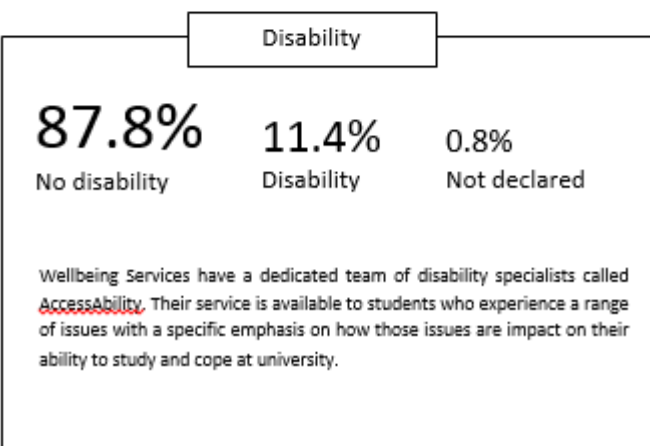 Disability
87.8% 11.4% 0.8%
No disability Disability Not declared
Wellbeing Services have a dedicated team of disability specialists called
AccessAbility. Their service is available to students who experience a range
of issues with a specific emphasis on how those issues are impact on their
ability to study and cope at university.